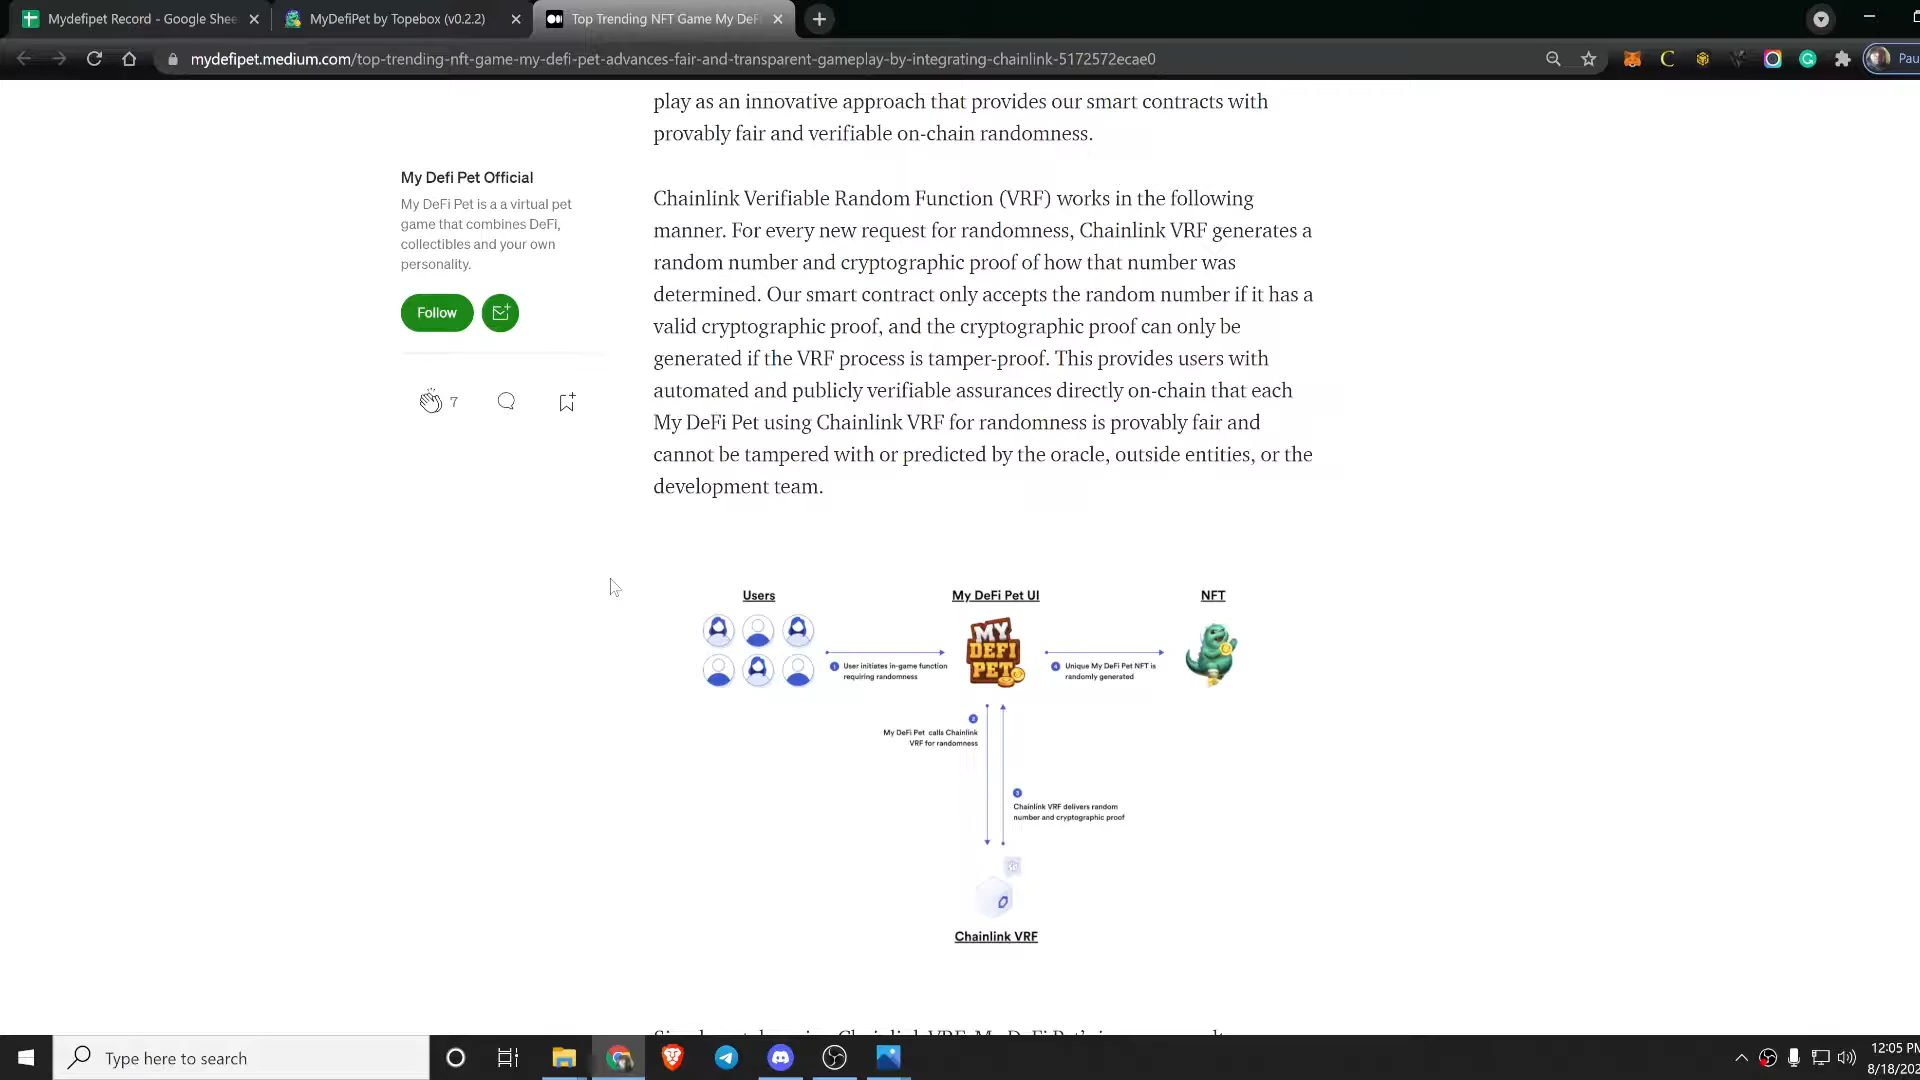 Mydefipet Record - Google Shee
MyDefiPet by Topebox (v0.2.2)
Top Trending NFT Game My DeF
mydefipet.medium.com/top-trending-nft-game-my-defi-pet-advances-fair-and-transparent-gameplay-by-integrating-chainlink-5172572ecae0
Pau
play as an innovative approach that provides our smart contracts with
provably fair and verifiable on-chain randomness.
My Defi Pet Official
My DeFi Pet is a a virtual pet
game that combines DeFi,
collectibles and your own
personality.
Follow
7
Chainlink Verifiable Random Function (VRF) works in the following
manner. For every new request for randomness, Chainlink VRF generates a
random number and cryptographic proof of how that number was
determined. Our smart contract only accepts the random number if it has a
valid cryptographic proof, and the cryptographic proof can only be
generated if the VRF process is tamper-proof. This provides users with
automated and publicly verifiable assurances directly on-chain that each
My DeFi Pet using Chainlink VRF for randomness is provably fair and
cannot be tampered with or predicted by the oracle, outside entities, or the
development team.
Users
My DeFi Pet UI
NFT
MY
DEFI
PET
1 User initiates in-game function
requiring randomness
4 Unique My DeFi Pet NFT is
randomly generated
2
My DeFi Pet calls Chainlink
VRF for randomness
3
Chainlink VRF delivers random
number and cryptographic proof
Chainlink VRF
Type here to search
12:05 PM
8/18/202